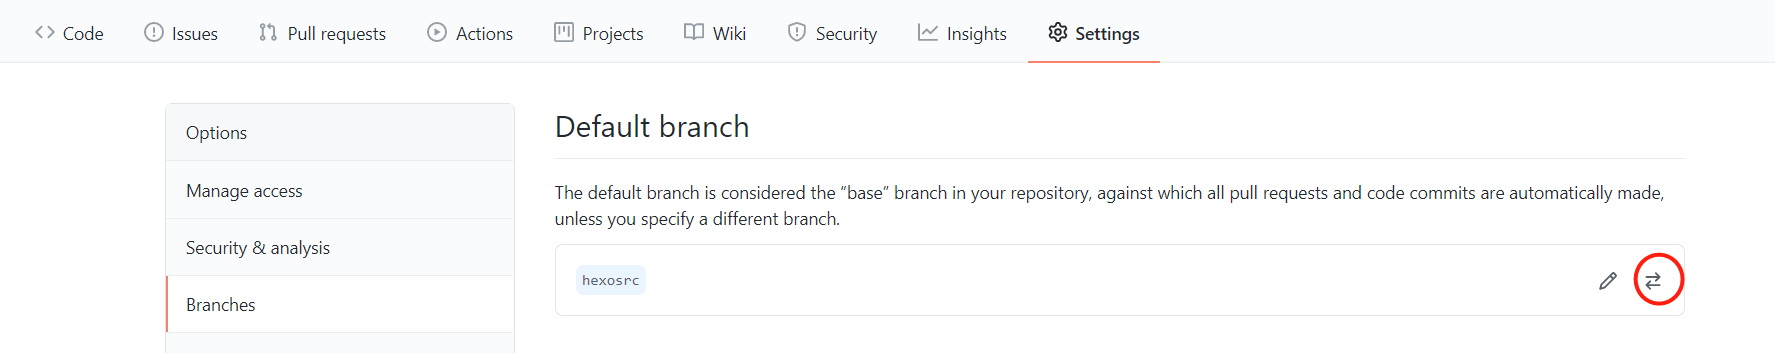 Code Issues Pull requests Actions Projects Wiki Security Insights Settings
Options
Manage access
Security & analysis
Branches
Default branch
The default branch is considered the “base” branch in your repository, against which all pull requests and code commits are automatically made,
unless you specify a different branch.
hexosrc